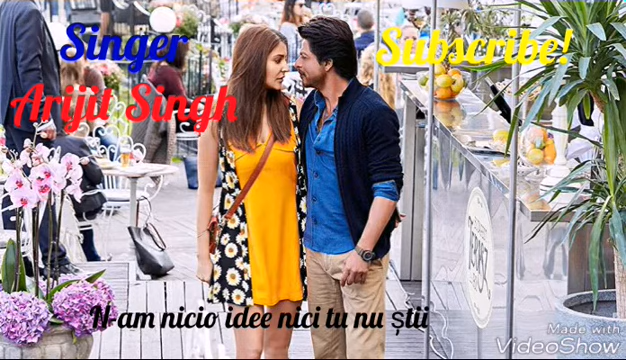 Singer
Subscribe!
Arijit Singh
N-am nicio idee nici tu nu știi
Made with
VideoShow